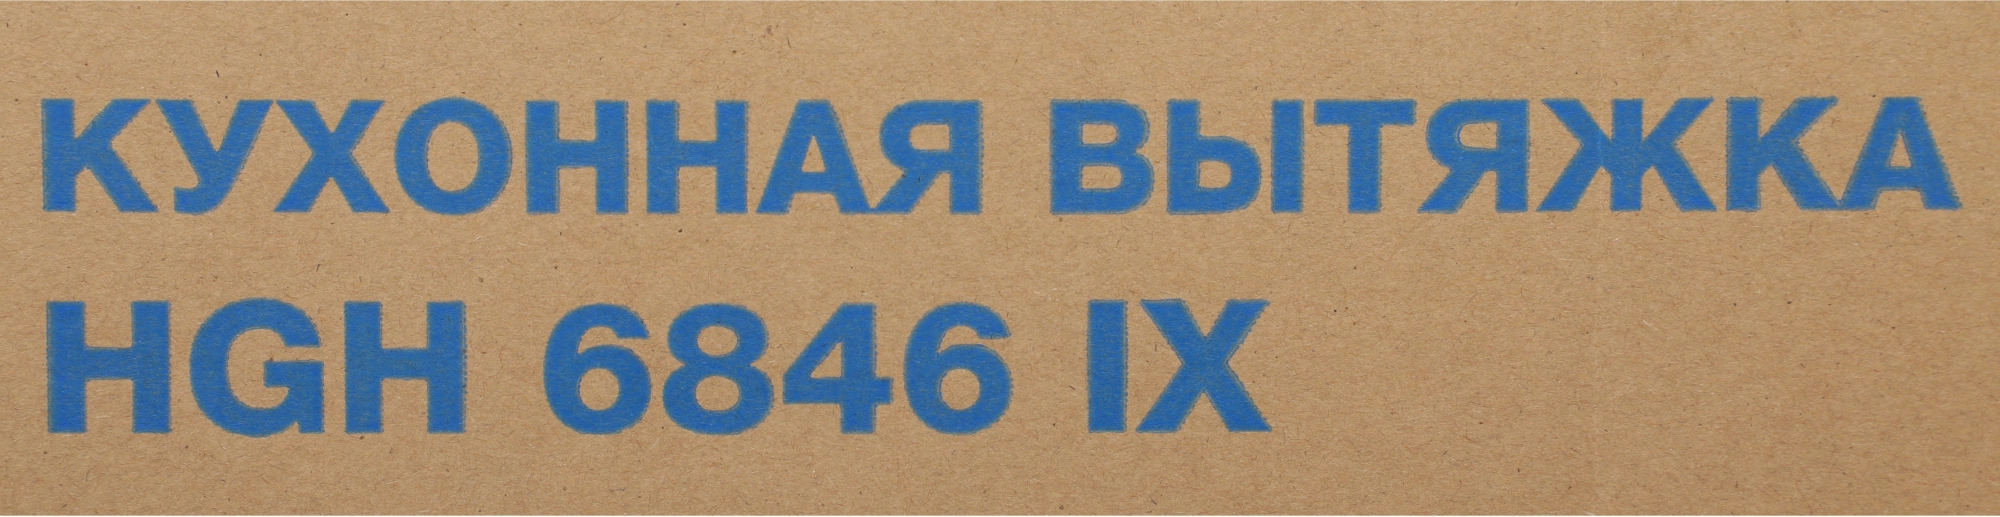 КУХОННАЯ ВЫТЯЖКА
HGH 6846 IX